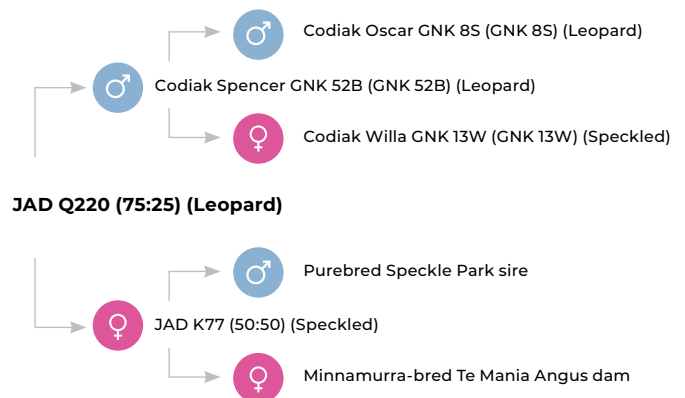 Codiak Oscar GNK 8S (GNK 8S) (Leopard)
Codiak Spencer GNK 52B (GNK 52B) (Leopard)
Codiak Willa GNK 13W (GNK 13W) (Speckled)
JAD Q220 (75:25) (Leopard)
Purebred Speckle Park sire
JAD K77 (50:50) (Speckled)
Minnamurra-bred Te Mania Angus dam